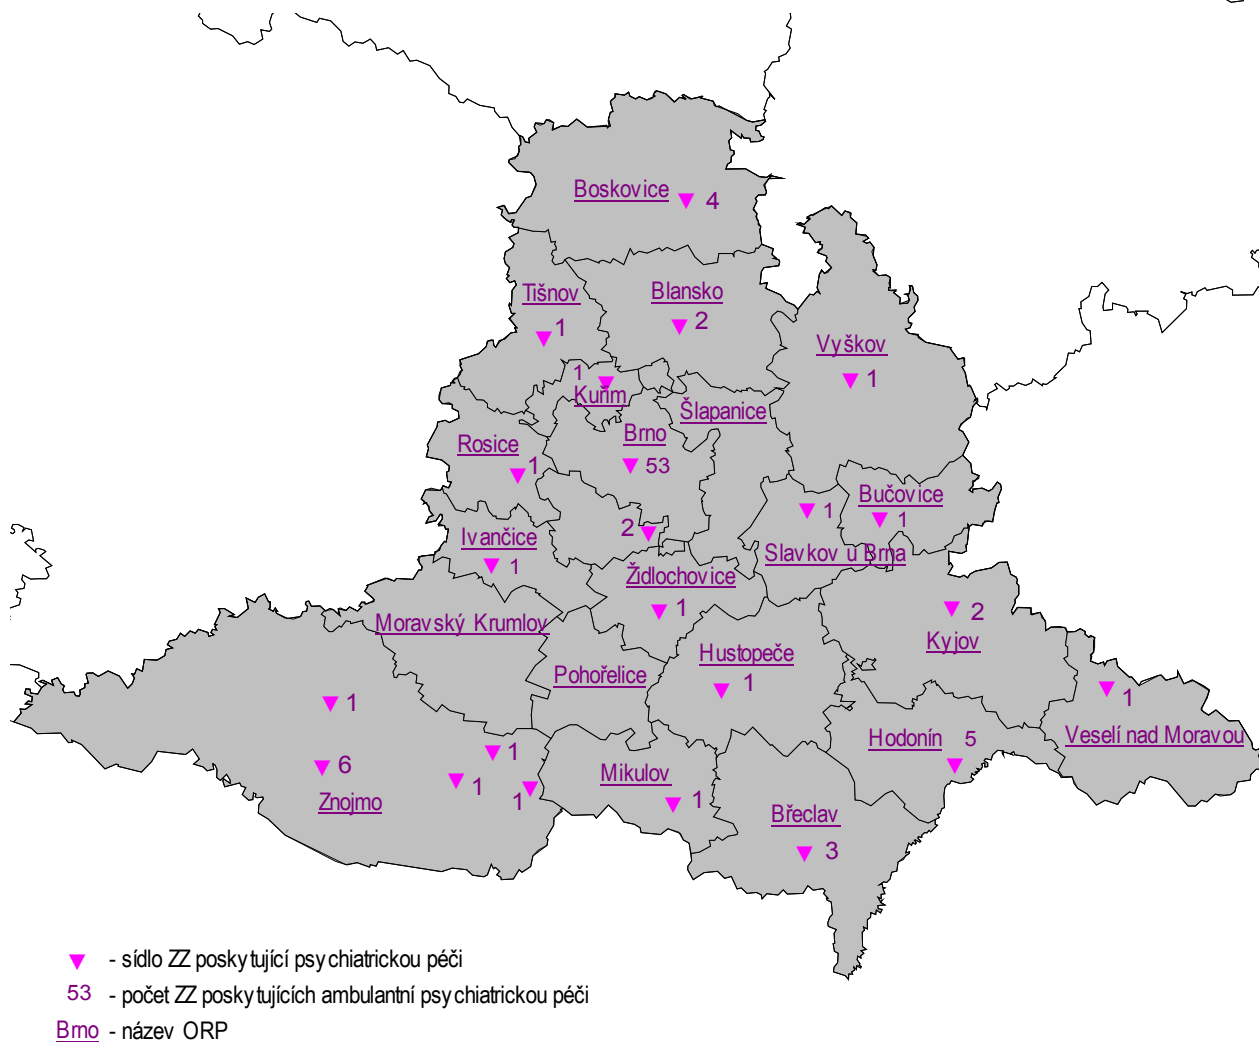 Boskovice
4
Tišnov
1
Blansko
2
Vyškov
1
1
Kuřim
Šlapanice
Brno
53
Rosice
1
Bučovice
1
1
Slavkov u Brna
2
Ivančice
1
Židlochovice
1
Moravský Krumlov
2
Kyjov
Hustopeče
1
Pohořelice
1
Veselí nad Moravou
1
Hodonín 5
6
Znojmo
1
1
1
Mikulov
1
Břeclav
3
- sídlo ZZ poskytující psychiatrickou péči
53 - počet ZZ poskytujících ambulantní psychiatrickou péči
Brno - název ORP